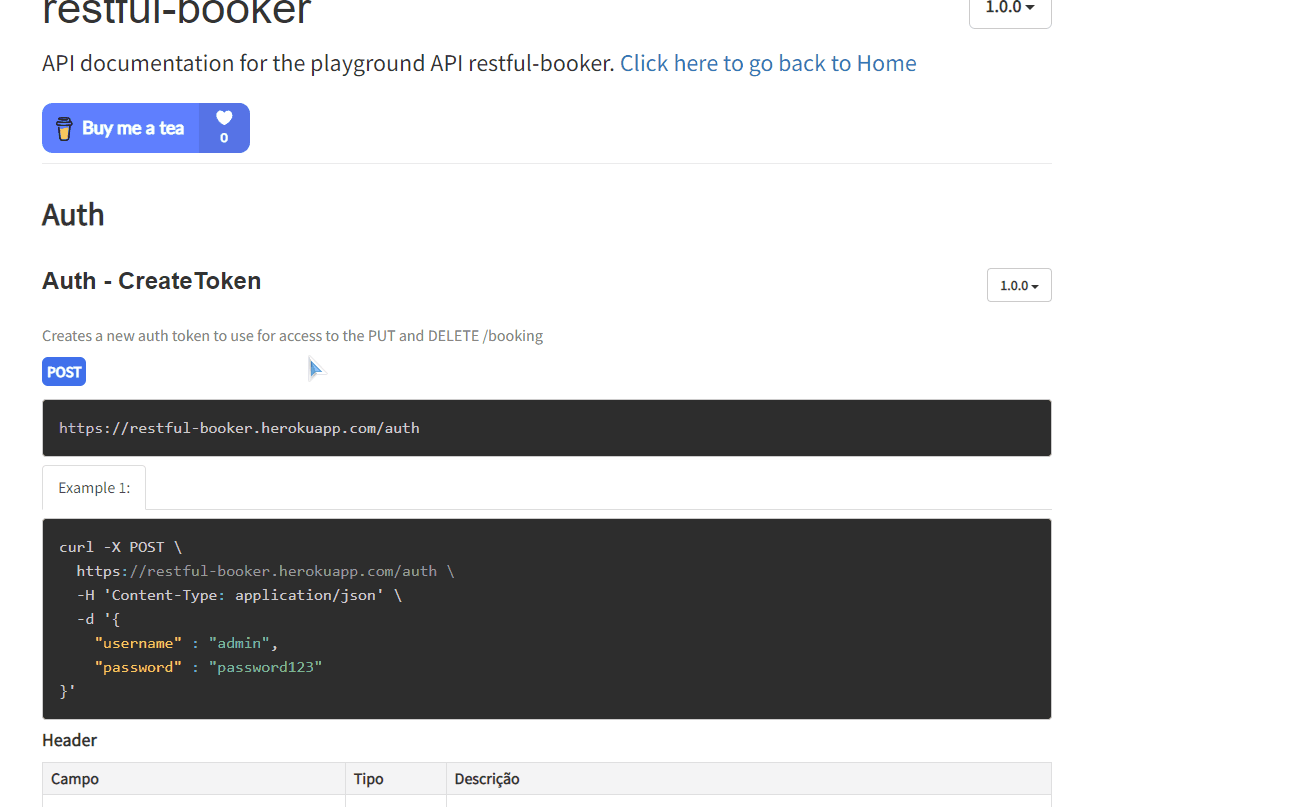 restful-booker
1.0.0
API documentation for the playground API restful-booker. Click here to go back to Home
Buy me a tea
0
Auth
Auth - CreateToken
1.0.0
Creates a new auth token to use for access to the PUT and DELETE /booking
POST
https://restful-booker.herokuapp.com/auth
Example 1:
curl -X POST \
  https://restful-booker.herokuapp.com/auth \
  -H 'Content-Type: application/json' \
  -d '{
    "username" : "admin",
    "password" : "password123"
}'
Header
Campo Tipo Descrição